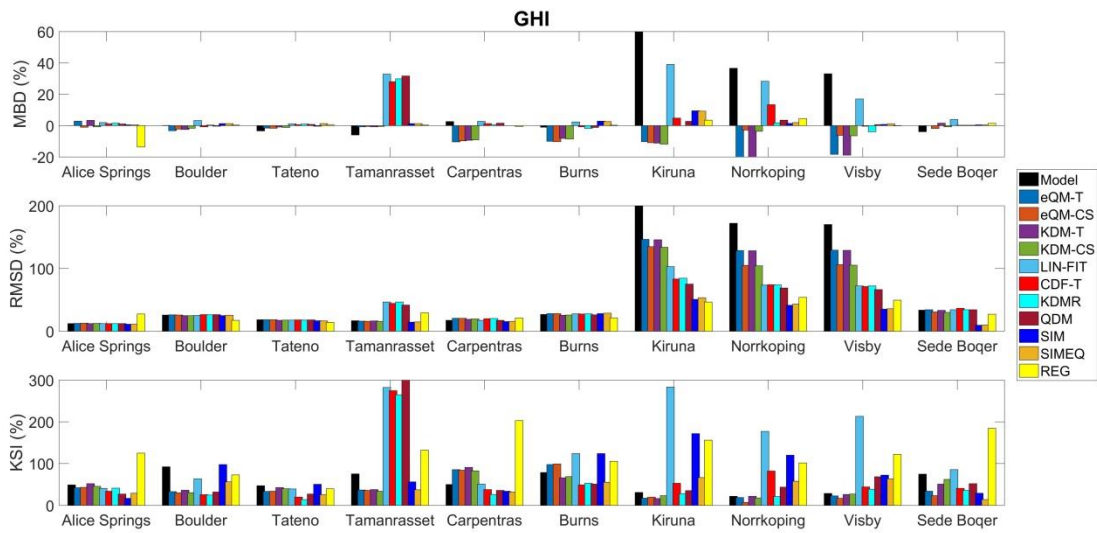 GHI
MBD (%)
60
40
20
0
-20
Alice Springs Boulder Tateno Tamanrasset Carpentras Burns Kiruna Norrkoping Visby Sede Boqer
RMSD (%)
200
100
0
Alice Springs Boulder Tateno Tamanrasset Carpentras Burns Kiruna Norrkoping Visby Sede Boqer
KSI (%)
300
200
100
0
Alice Springs Boulder Tateno Tamanrasset Carpentras Burns Kiruna Norrkoping Visby Sede Boqer
Model
eQM-T
eQM-CS
KDM-T
KDM-CS
LIN-FIT
CDF-T
KDMR
QDM
SIM
SIMEQ
REG